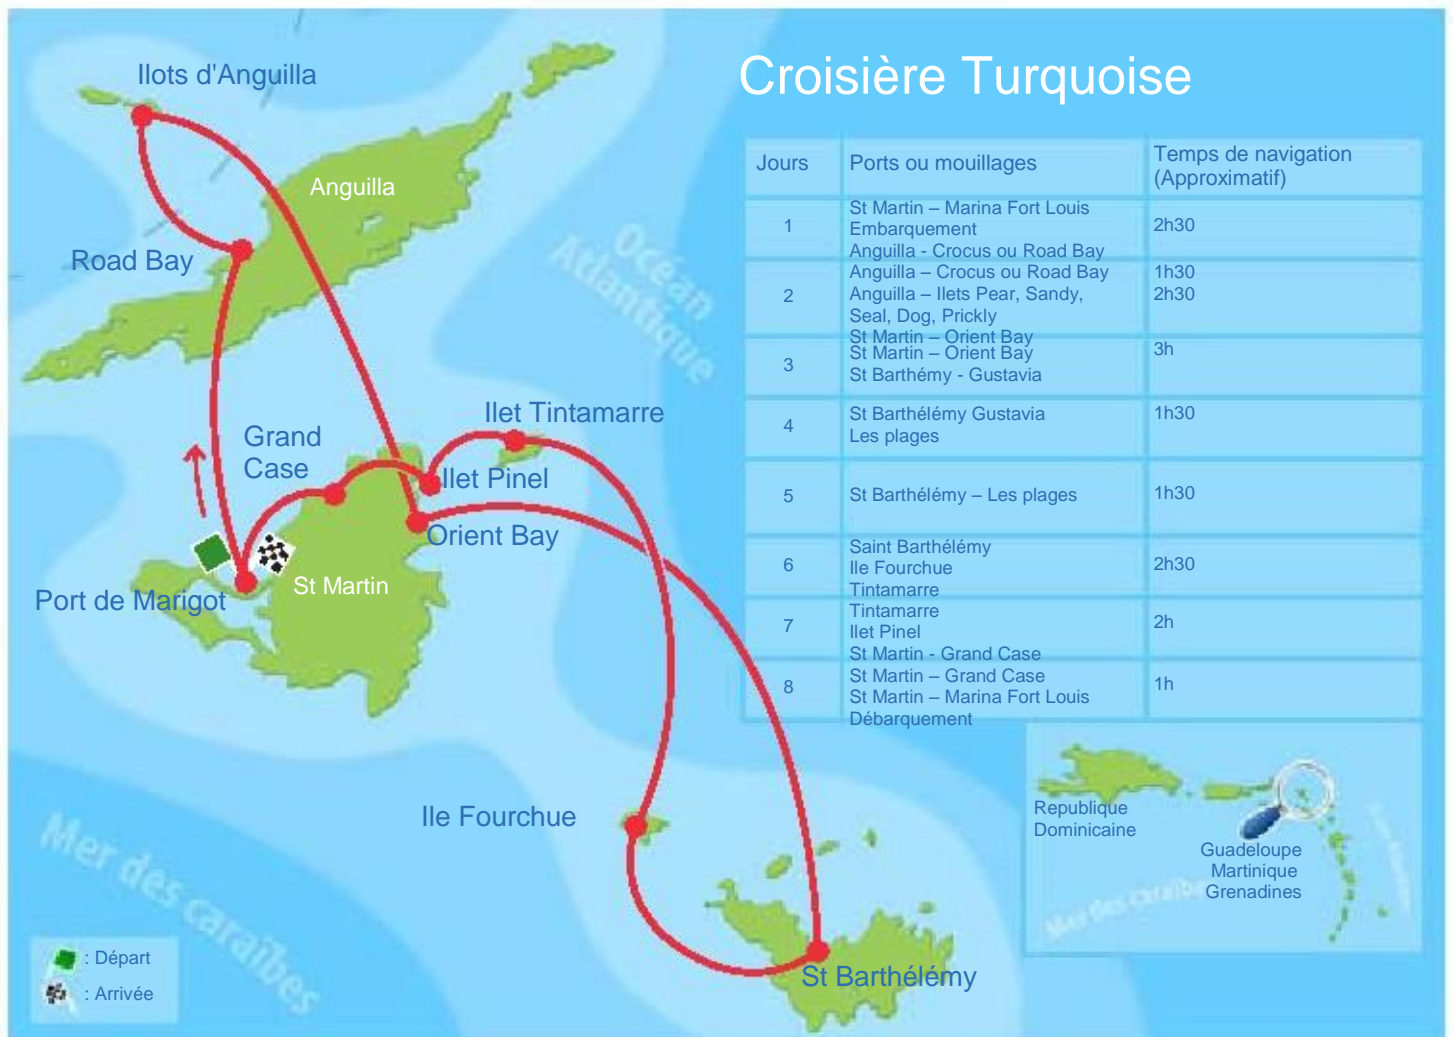 Croisière Turquoise
Ilots d'Anguilla
Anguilla
Road Bay
Océan
Atlantique
Ilet Tintamarre
Grand
Case
Ilet Pinel
Orient Bay
St Martin
Port de Marigot
Ile Fourchue
St Barthélémy
Mer des caraïbes
: Départ
: Arrivée
Jours
Ports ou mouillages
Temps de navigation
(Approximatif)
1
St Martin – Marina Fort Louis
Embarquement
Anguilla - Crocus ou Road Bay
2h30
2
Anguilla – Crocus ou Road Bay
Anguilla – Ilets Pear, Sandy,
Seal, Dog, Prickly
St Martin – Orient Bay
1h30
2h30
3
St Martin – Orient Bay
St Barthémy - Gustavia
3h
4
St Barthélémy Gustavia
Les plages
1h30
5
St Barthélémy – Les plages
1h30
6
Saint Barthélémy
Ile Fourchue
Tintamarre
2h30
7
Tintamarre
Ilet Pinel
St Martin - Grand Case
2h
8
St Martin – Grand Case
St Martin – Marina Fort Louis
Débarquement
1h
Republique
Dominicaine
Guadeloupe
Martinique
Grenadines
Mer des caraïbes